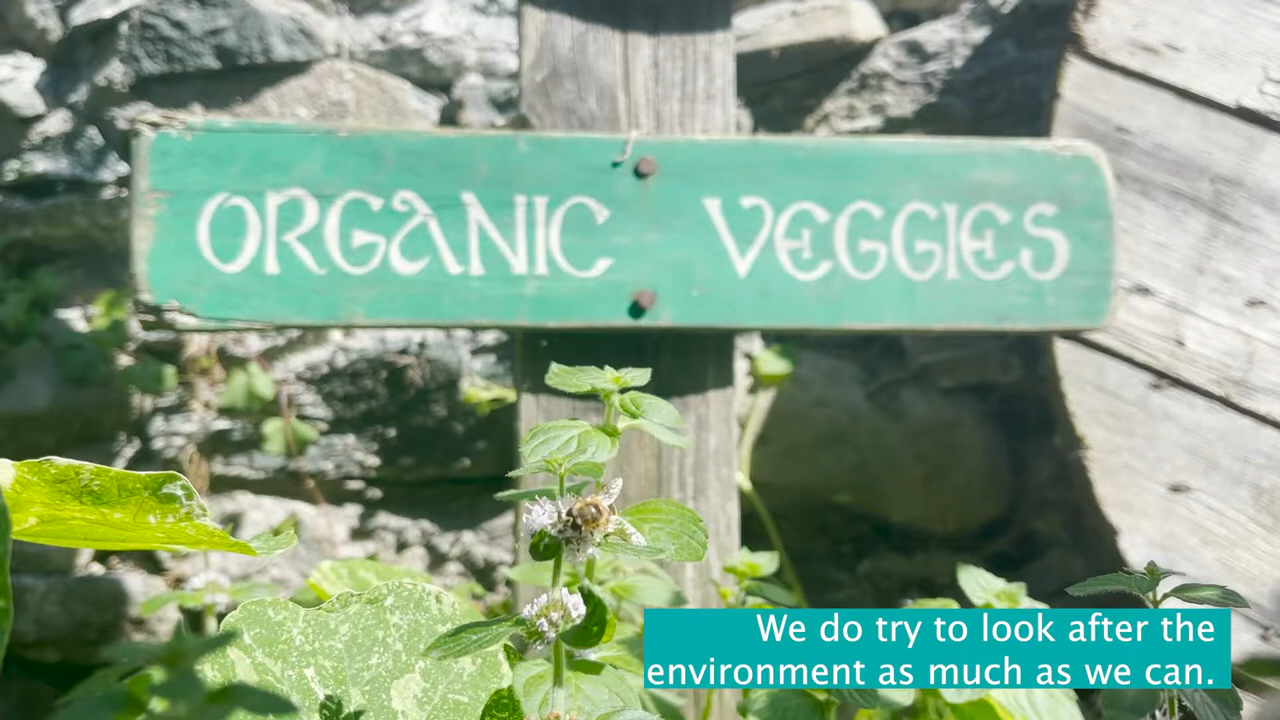 ORGANIC VEGGIES
We do try to look after the
environment as much as we can.